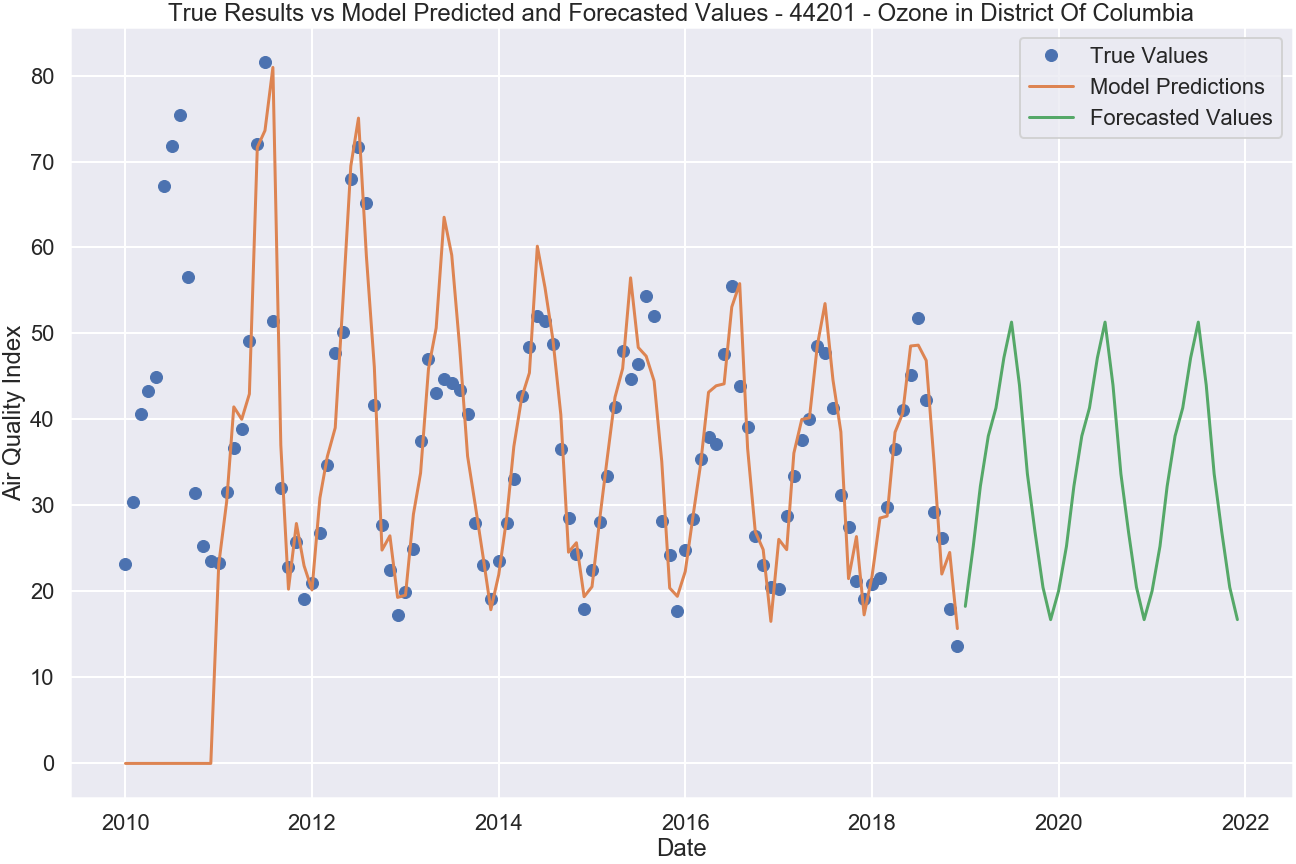 True Results vs Model Predicted and Forecasted Values - 44201 - Ozone in District Of Columbia
True Values
Model Predictions
Forecasted Values
Air Quality Index
80
70
60
50
40
30
20
10
0
2010 2012 2014 2016 2018 2020 2022
Date